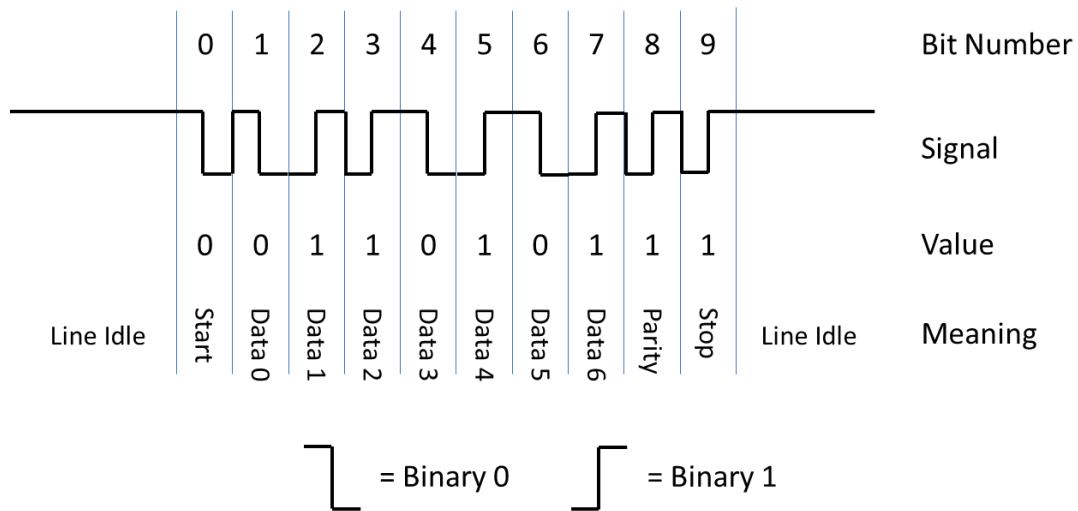 0 1 2 3 4 5 6 7 8 9 Bit Number
Signal
0 0 1 1 0 1 0 1 1 1 Value
Line Idle Start Data 0 Data 1 Data 2 Data 3 Data 4 Data 5 Data 6 Parity Stop Line Idle Meaning
= Binary 0 = Binary 1